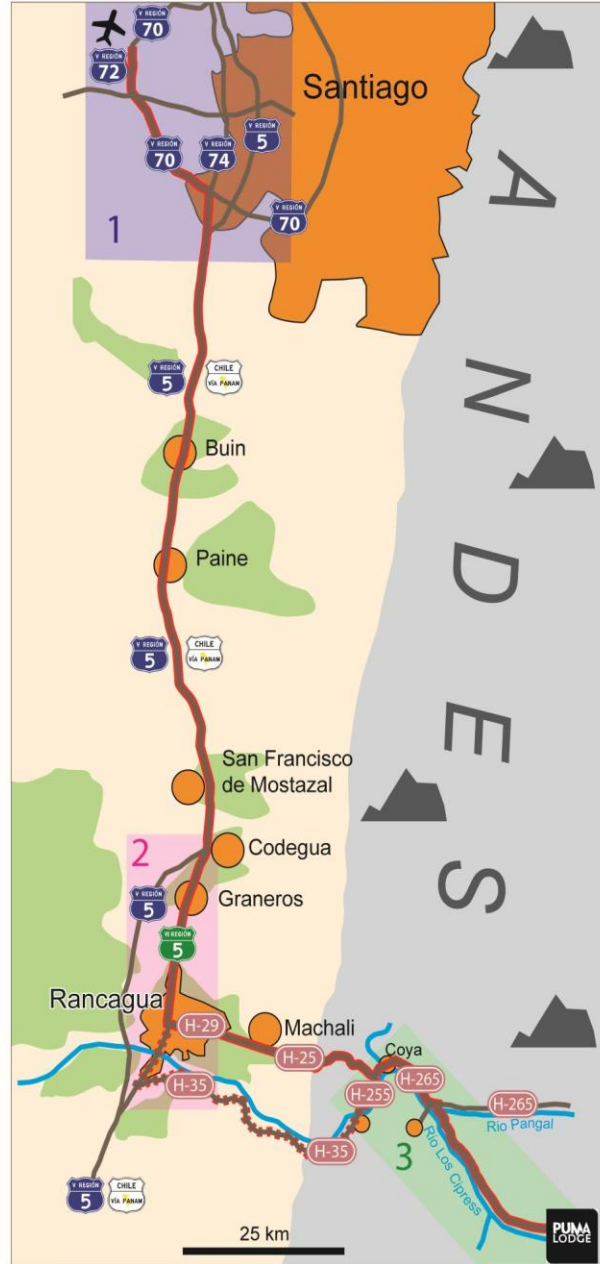 V REGIÓN
70
V REGIÓN
72
Santiago
V REGIÓN
5
V REGIÓN
70
V REGIÓN
74
V REGIÓN
70
1
A
N
D
E
S
V REGIÓN
5
CHILE
VÍA PANAM
Buin
Paine
V REGIÓN
5
CHILE
VÍA PANAM
San Francisco
de Mostazal
2
Codegua
Graneros
V REGIÓN
5
VI REGIÓN
5
Rancagua
H-29
Machali
H-25
Coya
H-35
H-255
H-265
H-265
Rio Pangal
H-35
3
Rio Los Cipress
V REGIÓN
5
CHILE
VÍA PANAM
25 km
PUMA
LODGE